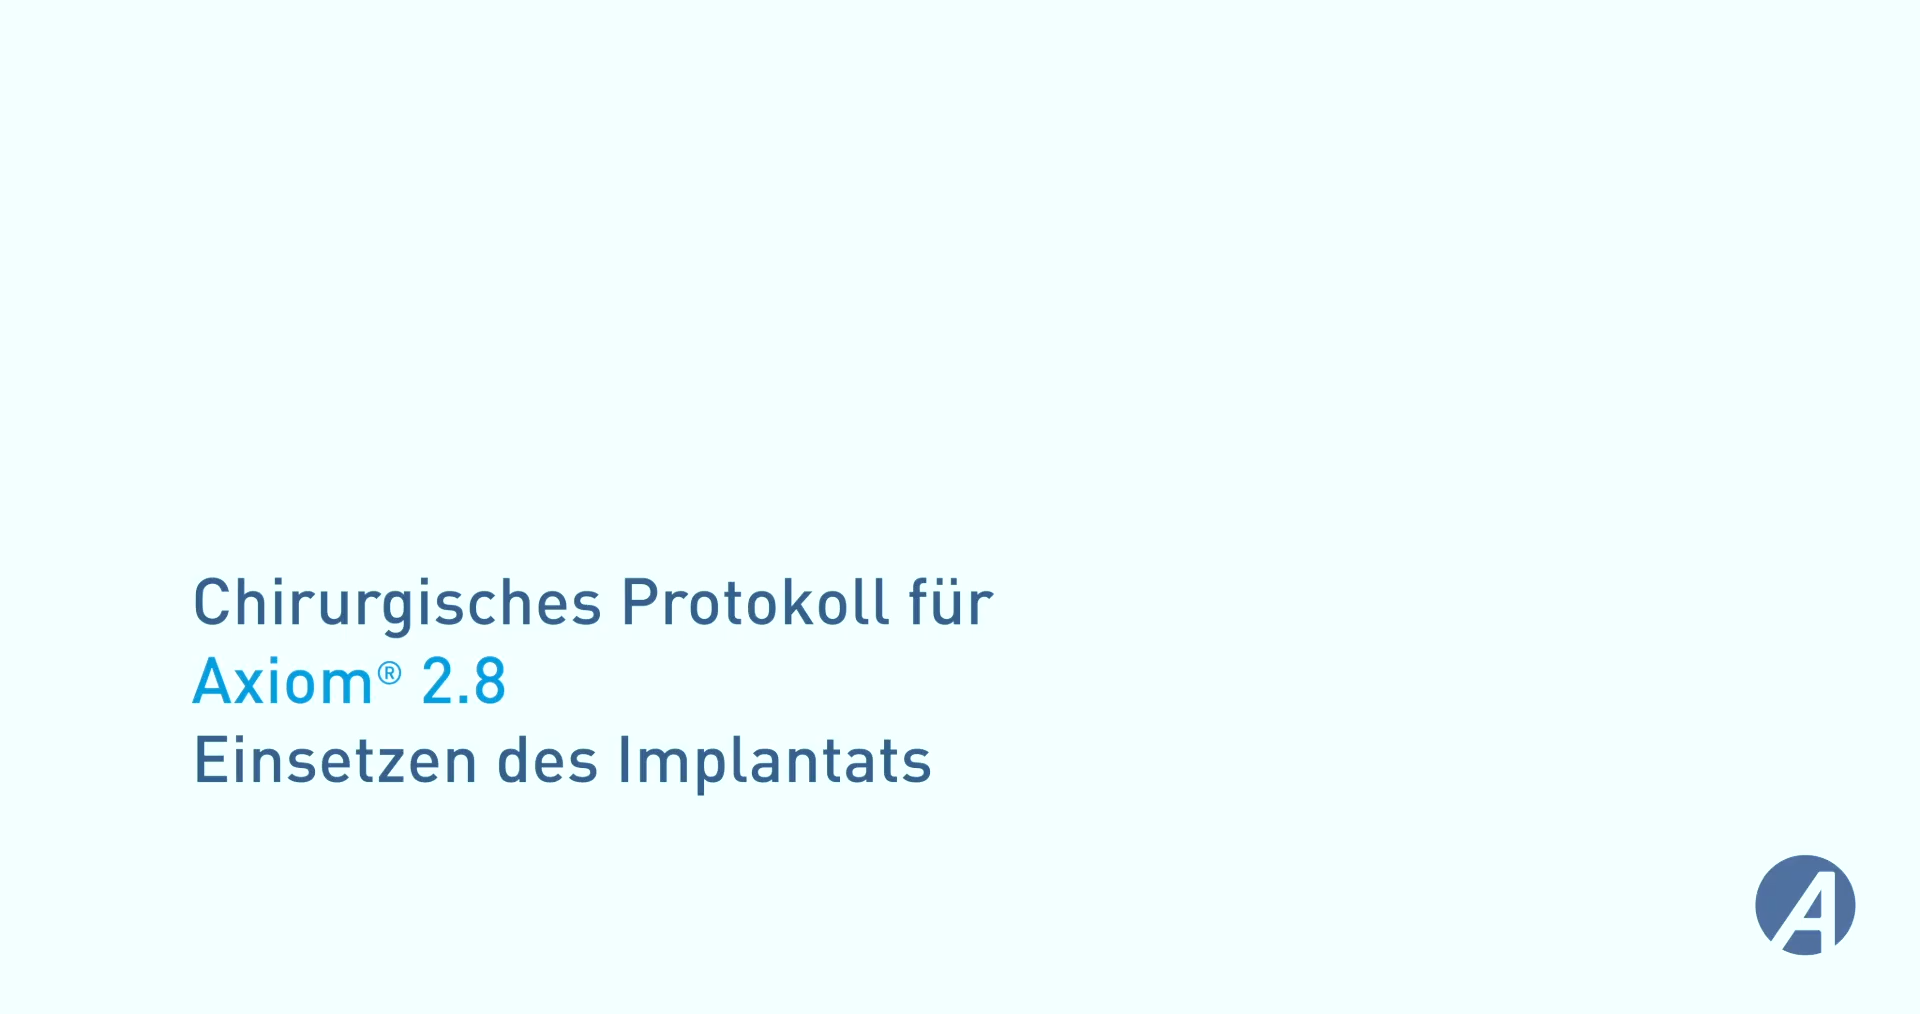 Chirurgisches Protokoll für
Axiom® 2.8
Einsetzen des Implantats
A